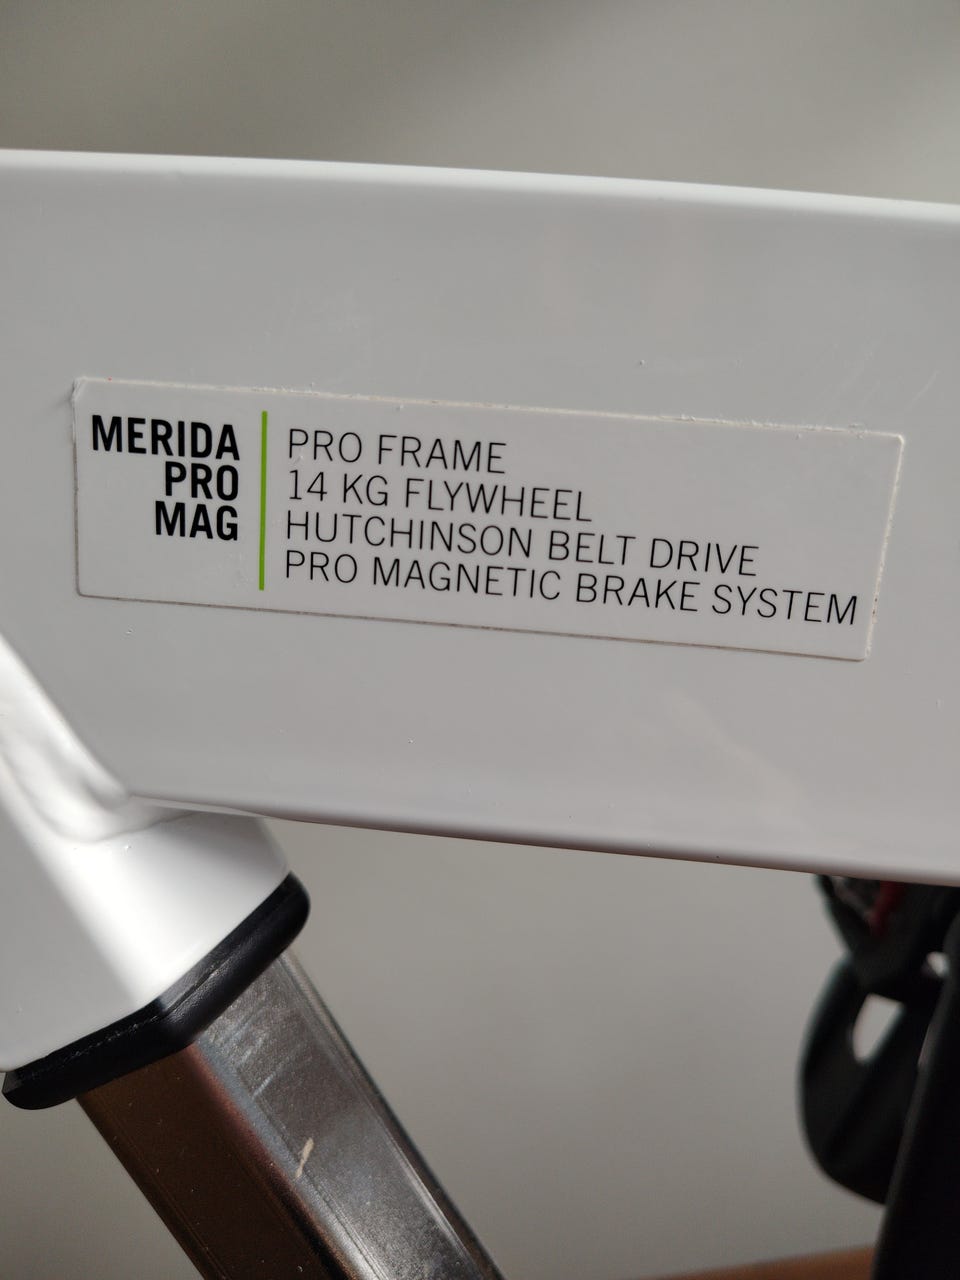 MERIDA
PRO
MAG
PRO FRAME
14 KG FLYWHEEL
HUTCHINSON BELT DRIVE
PRO MAGNETIC BRAKE SYSTEM